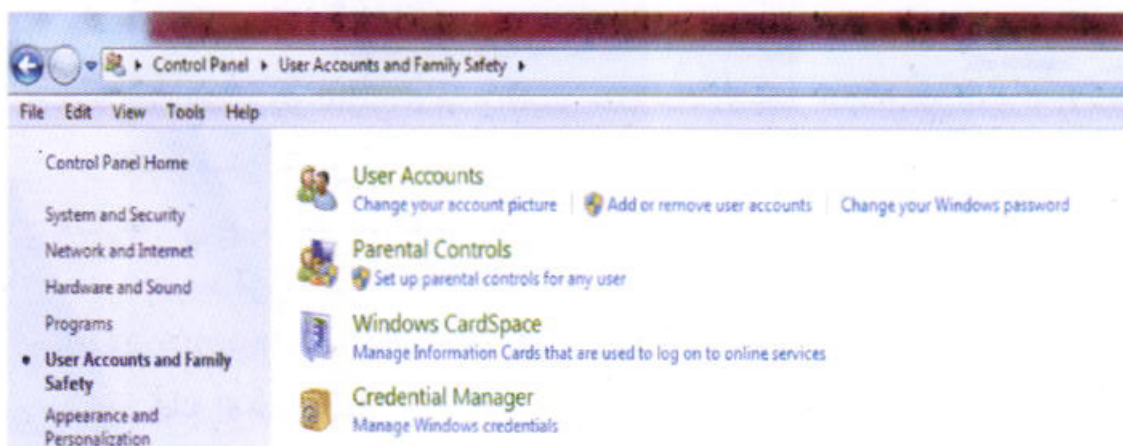 Control Panel ▸ User Accounts and Family Safety ▸
File Edit View Tools Help
Control Panel Home
System and Security
Network and Internet
Hardware and Sound
Programs
• User Accounts and Family
Safety
Appearance and
Personalization
User Accounts
Change your account picture | Add or remove user accounts | Change your Windows password
Parental Controls
Set up parental controls for any user
Windows CardSpace
Manage Information Cards that are used to log on to online services
Credential Manager
Manage Windows credentials